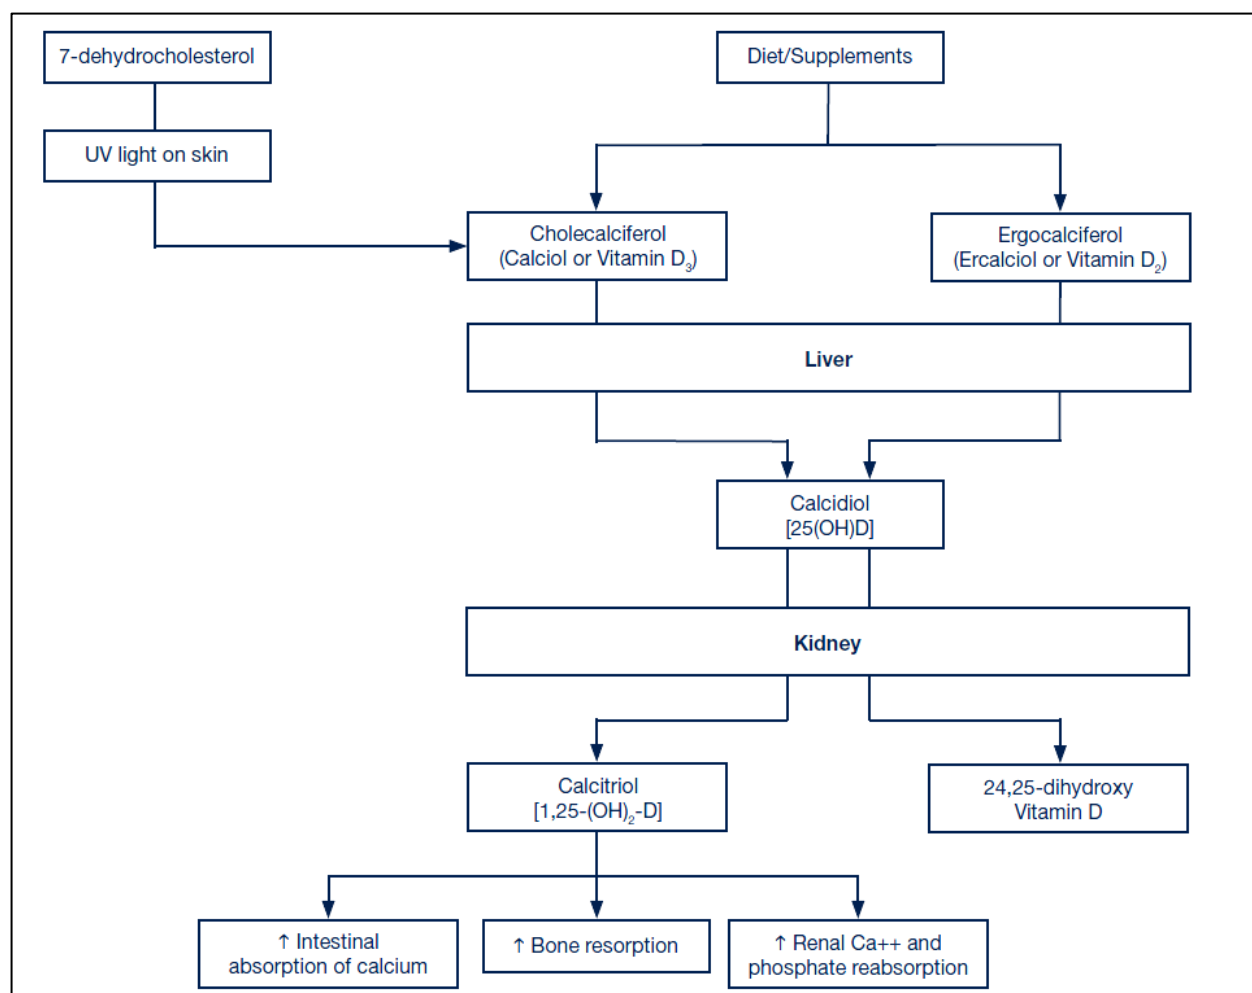 7-dehydrocholesterol
Diet/Supplements
UV light on skin
Cholecalciferol
(Calciol or Vitamin D₃)
Ergocalciferol
(Ercalciol or Vitamin D₂)
Liver
Calcidiol
[25(OH)D]
Kidney
Calcitriol
[1,25-(OH)₂-D]
24,25-dihydroxy
Vitamin D
↑ Intestinal
absorption of calcium
↑ Bone resorption
↑ Renal Ca++ and
phosphate reabsorption